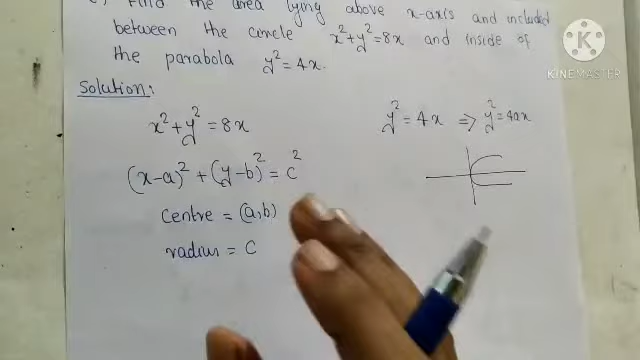 Find the area lying above x-axis and included
between the circle x²+y²=8x and inside of
the parabola y²=4x.
Solution:
x²+y²=8x
(x-a)²+(y-b)²=c²
centre = (a,b)
radius = c
y²=4x ⇒ y²=4ax
KINEMASTER